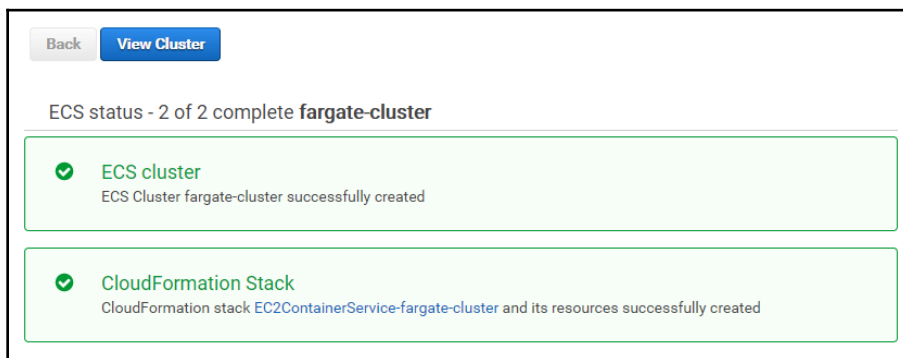 Back View Cluster
ECS status - 2 of 2 complete fargate-cluster
ECS cluster
ECS Cluster fargate-cluster successfully created
CloudFormation Stack
CloudFormation stack EC2ContainerService-fargate-cluster and its resources successfully created